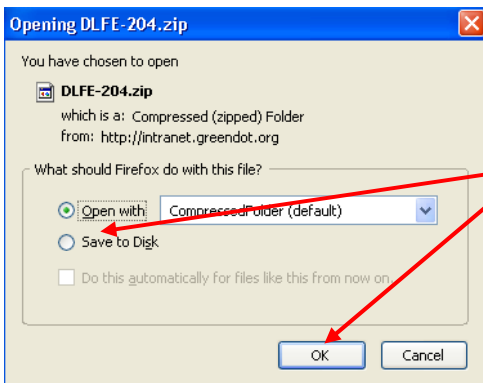 Opening DLFE-204.zip
You have chosen to open
DLFE-204.zip
which is a: Compressed (zipped) Folder
from: http://intranet.greendot.org
What should Firefox do with this file?
Open with CompressedFolder (default)
Save to Disk
Do this automatically for files like this from now on.
OK Cancel